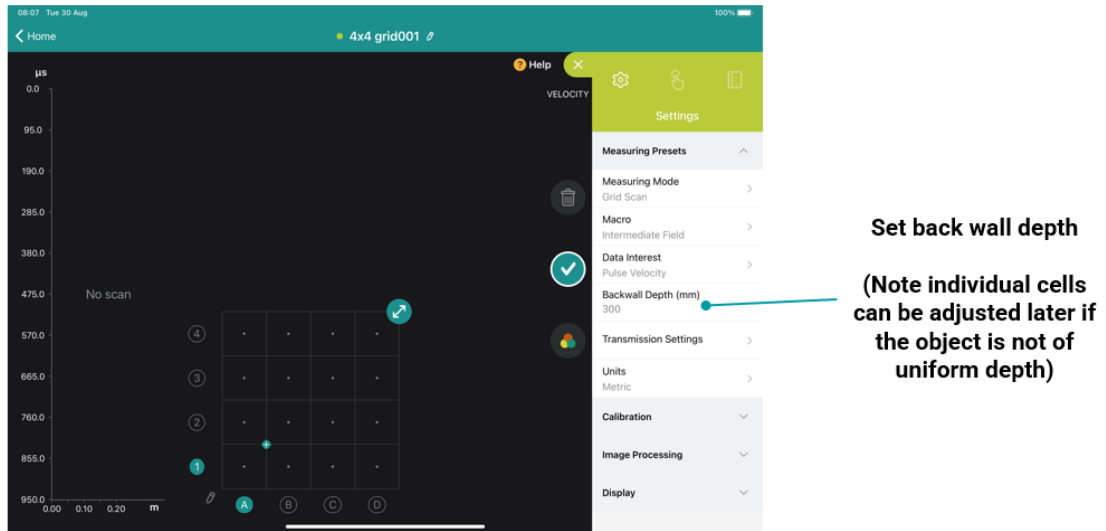 08:07 Tue 30 Aug
100%
Home
4x4 grid001
? Help
VELOCITY
µs
0.0
95.0
190.0
285.0
380.0
475.0
570.0
665.0
760.0
855.0
950.0
0.00 0.10 0.20 m
No scan
4
3
2
1
A B C D
Settings
Measuring Presets
Measuring Mode
Grid Scan
Macro
Intermediate Field
Data Interest
Pulse Velocity
Backwall Depth (mm)
300
Transmission Settings
Units
Metric
Calibration
Image Processing
Display
Set back wall depth
(Note individual cells
can be adjusted later if
the object is not of
uniform depth)